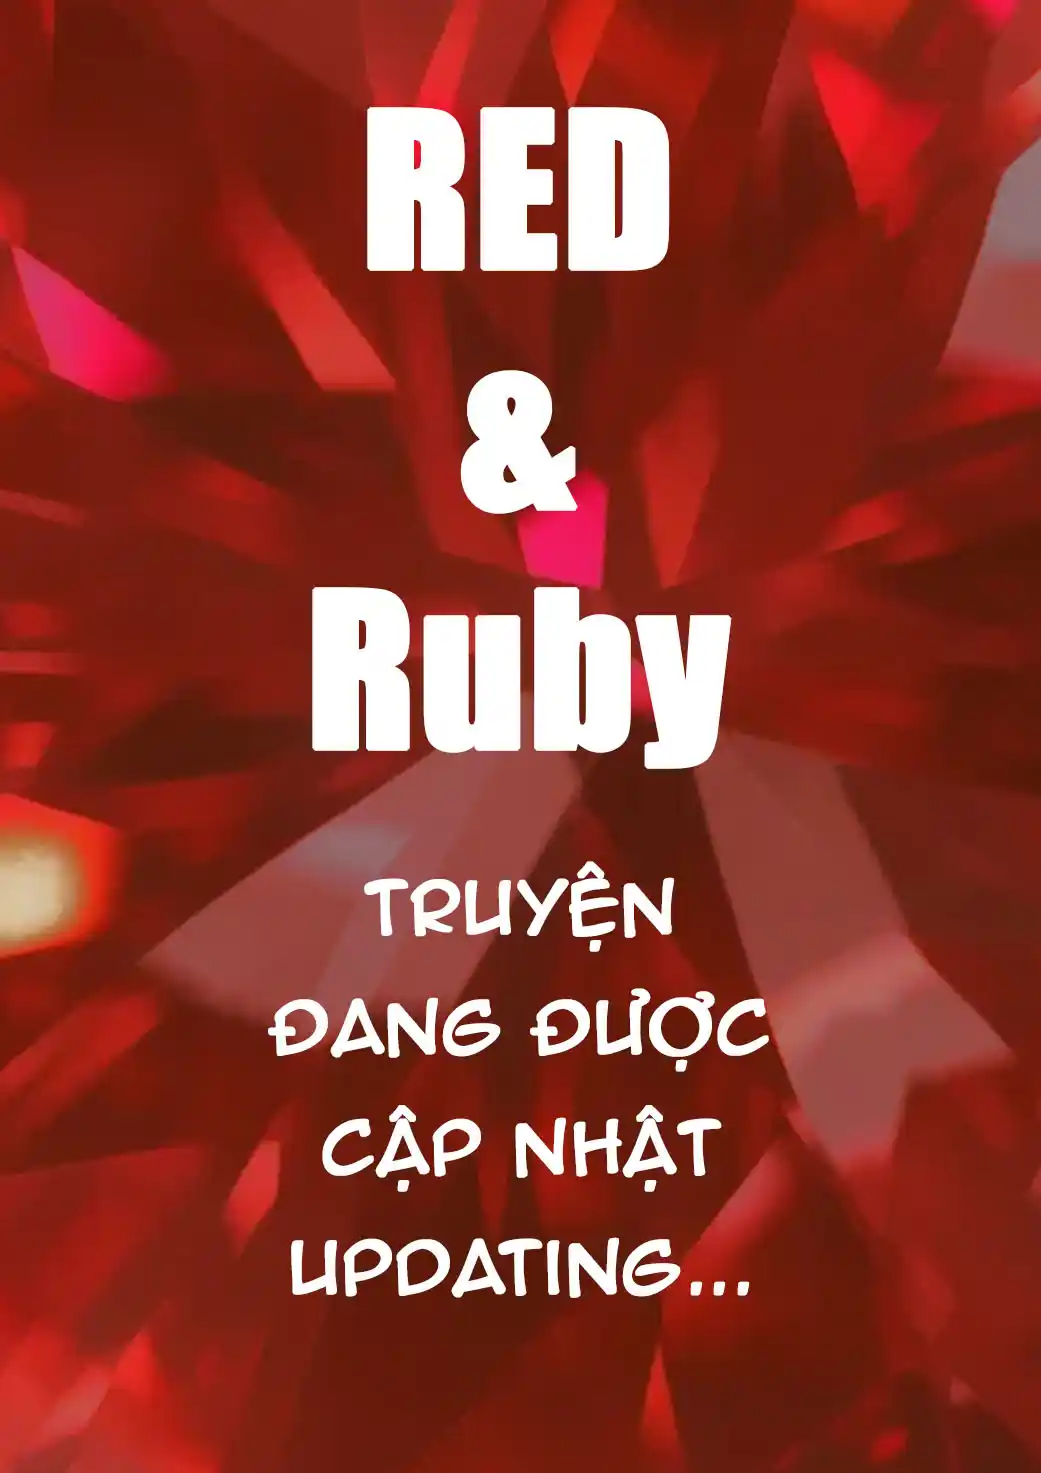 RED
&
Ruby
TRUYỆN
ĐANG ĐƯỢC
CẬP NHẬT
UPDATING...